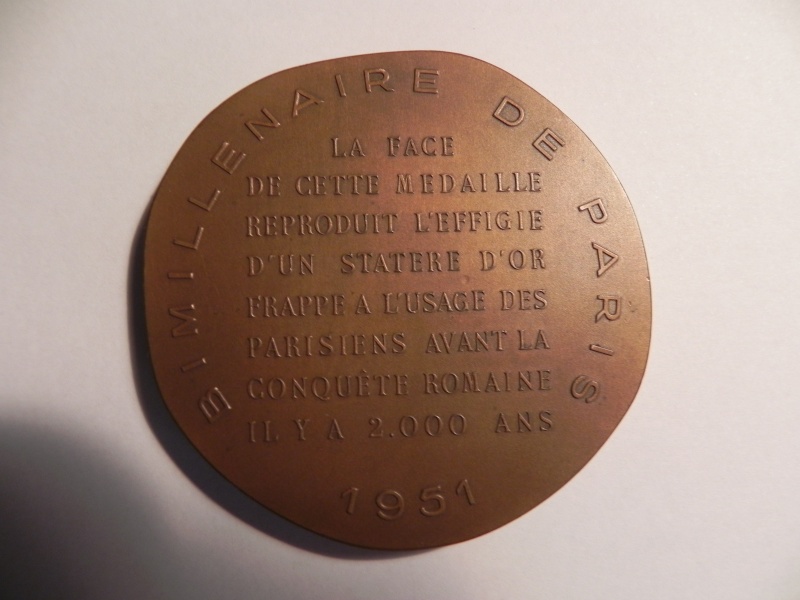 BIMILLENAIRE DE PARIS
LA FACE
DE CETTE MEDAILLE
REPRODUIT L'EFFIGIE
D'UN STATERE D'OR
FRAPPE A L'USAGE DES
PARISIENS AVANT LA
CONQUÊTE ROMAINE
IL Y A 2.000 ANS
1951